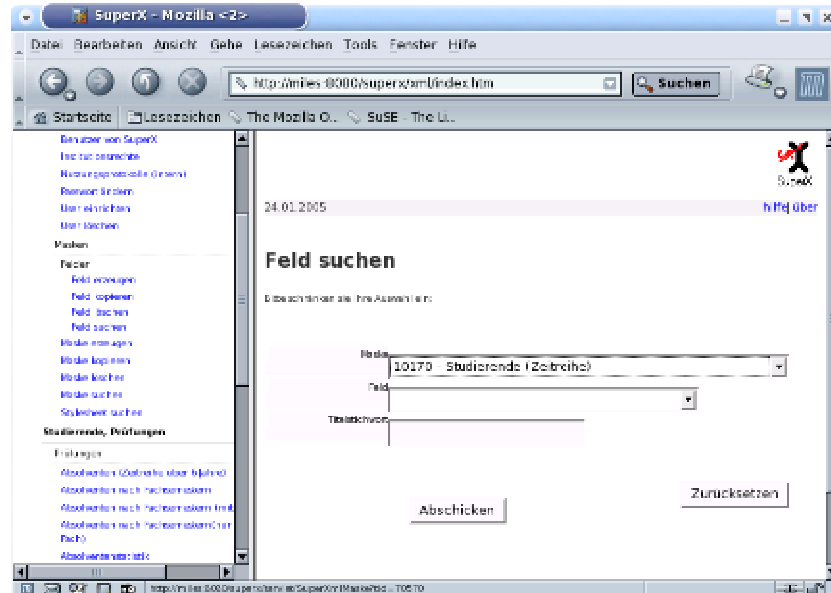 SuperX - Mozilla <2>
Datei Bearbeiten Ansicht Gehe Lesezeichen Tools Fenster Hilfe
http://miles:8080/superx/xml/index.htm
Suchen
Startseite Lesezeichen The Mozilla O... SuSE - The Li...
Benutzer von SuperX
Nutzungsprotokolle (intern)
Passwort ändern
User einrichten
User löschen
Masken
Felder
Feld erzeugen
Feld kopieren
Feld löschen
Feld suchen
Maske erzeugen
Maske kopieren
Maske löschen
Maske suchen
Stylesheet suchen
Studierende, Prüfungen
Prüfungen
Absolventen (Zeitreihe über 6 Jahre)
Absolventen nach Fachsemestern
Absolventen nach Fachsemestern (mit
Absolventen nach Fachsemestern (nur
Fach)
Absolventenstatistik
SuperX
24.01.2005
hilfe| über
Feld suchen
Bitte schränken Sie Ihre Auswahl ein:
Maske
10170 - Studierende (Zeitreihe)
Feld
Titelstichwort
Abschicken
Zurücksetzen